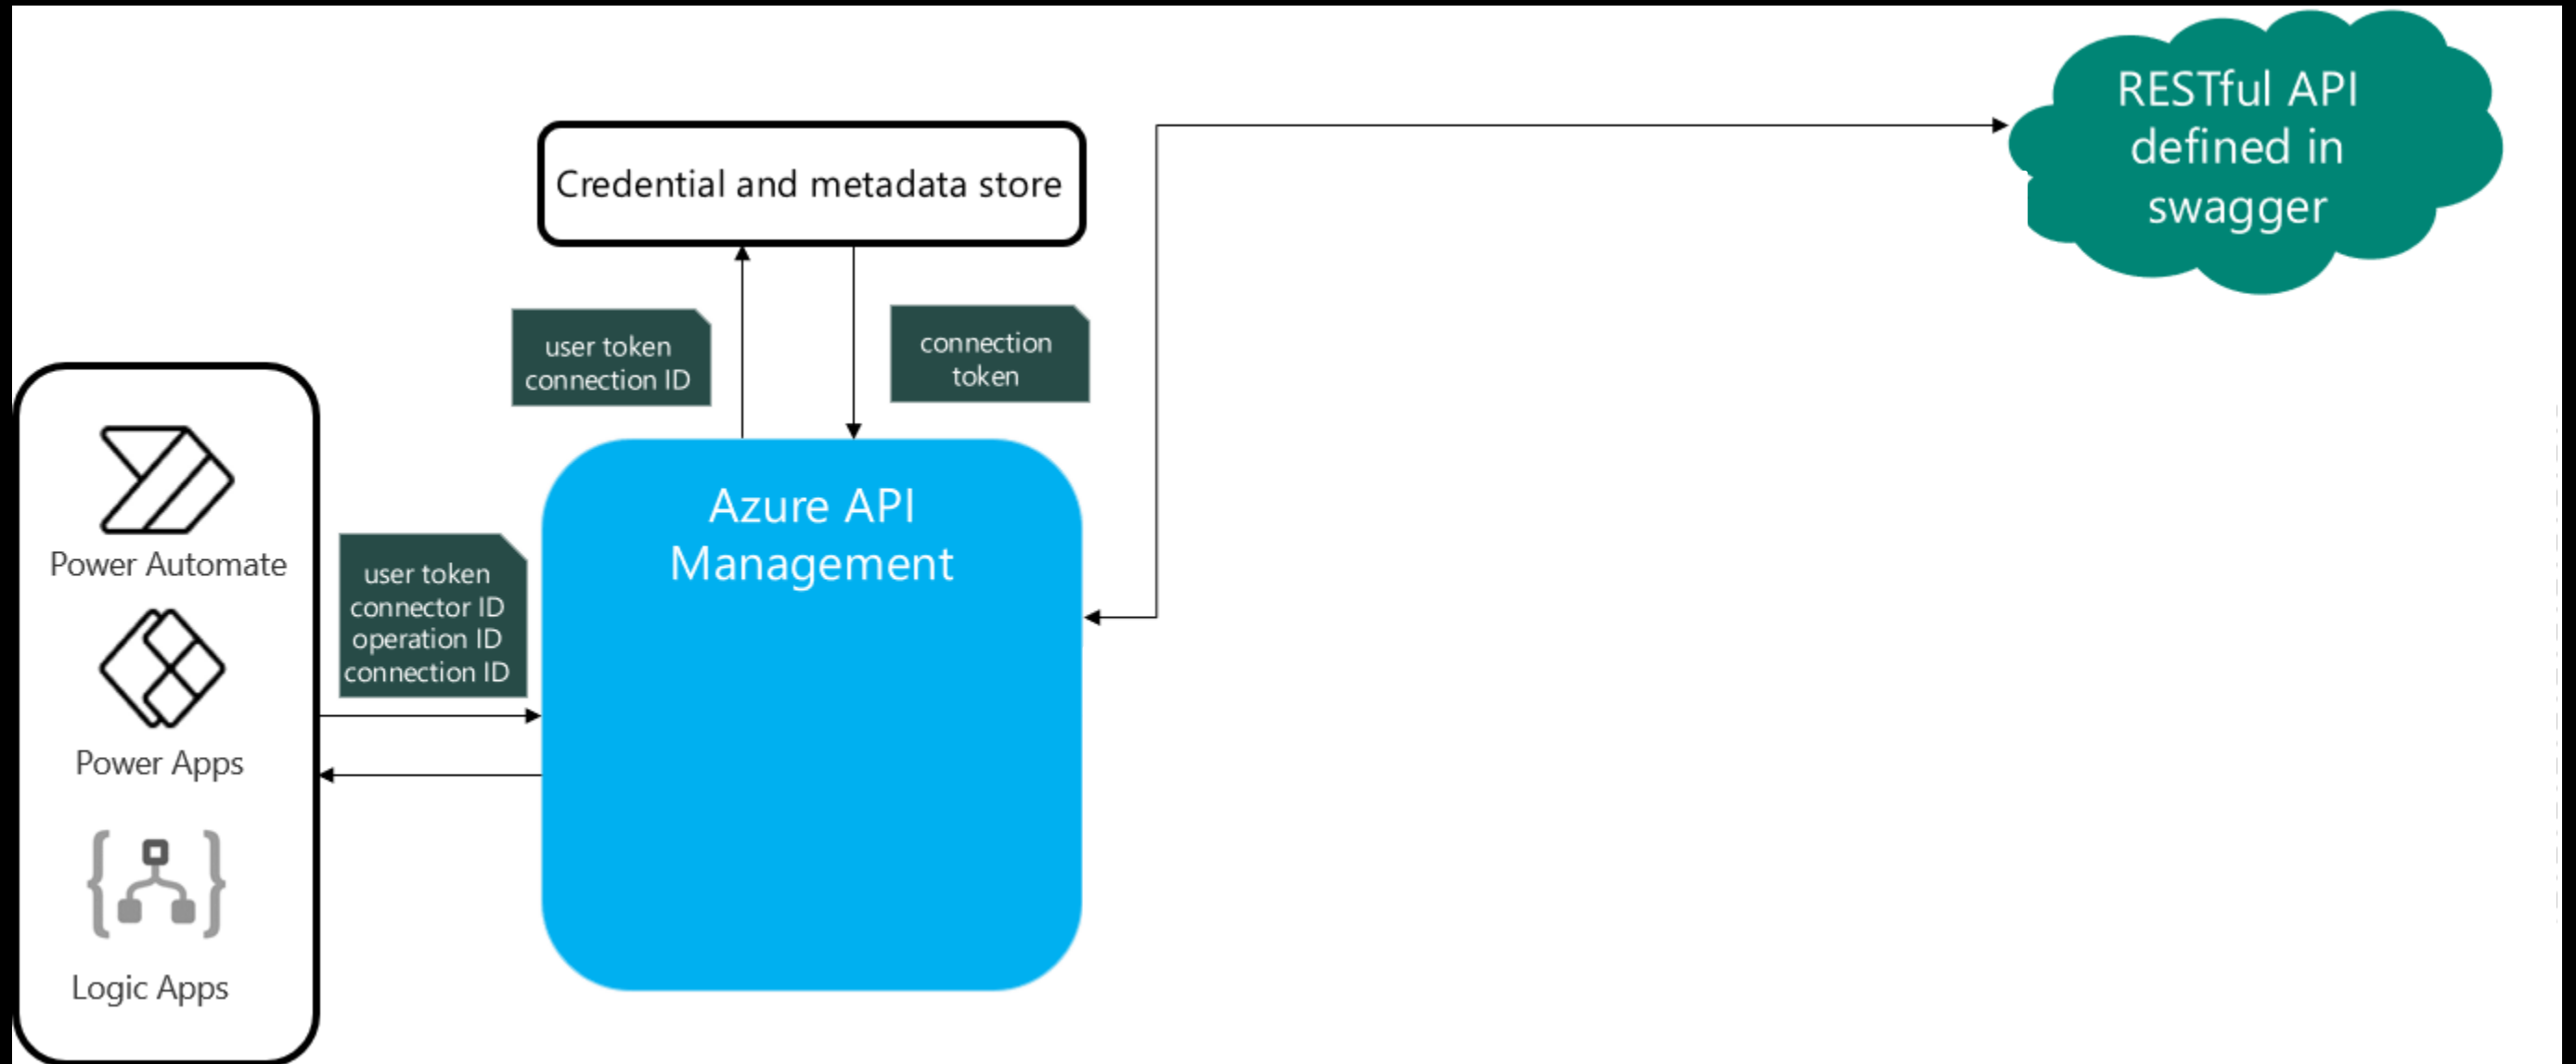 RESTful API
defined in
swagger
Credential and metadata store
user token
connection ID
connection
token
Azure API
Management
Power Automate
user token
connector ID
operation ID
connection ID
Power Apps
Logic Apps